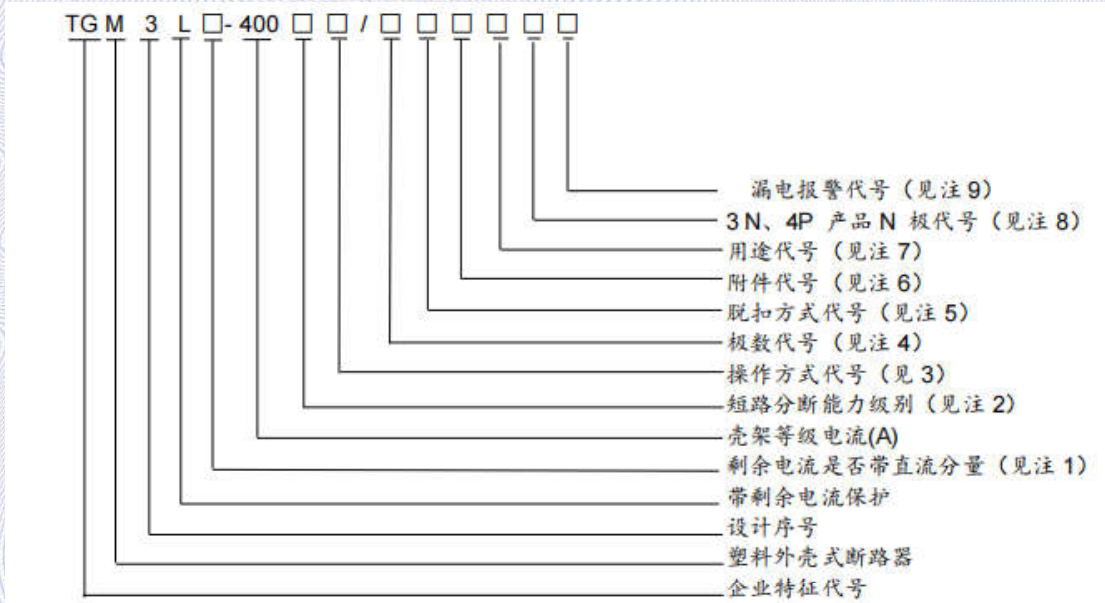 TG M 3 L □- 400 □ □ / □ □ □ □ □ □
漏电报警代号（见注 9）
3 N、4P 产品 N 极代号（见注 8）
用途代号（见注 7）
附件代号（见注 6）
脱扣方式代号（见注 5）
极数代号（见注 4）
操作方式代号（见 3）
短路分断能力级别（见注 2）
壳架等级电流(A)
剩余电流是否带直流分量（见注 1）
带剩余电流保护
设计序号
塑料外壳式断路器
企业特征代号